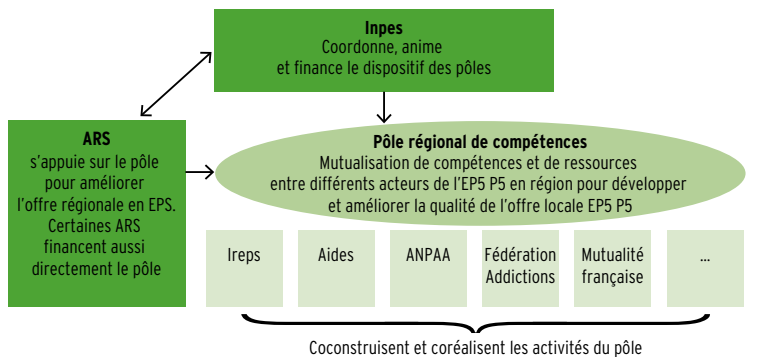 Inpes
Coordonne, anime
et finance le dispositif des pôles
ARS
s'appuie sur le pôle
pour améliorer
l'offre régionale en EPS.
Certaines ARS
financent aussi
directement le pôle
Pôle régional de compétences
Mutualisation de compétences et de ressources
entre différents acteurs de l'EP5 P5 en région pour développer
et améliorer la qualité de l'offre locale EP5 P5
Ireps
Aides
ANPAA
Fédération
Addictions
Mutualité
française
...
Coconstruisent et coréalisent les activités du pôle